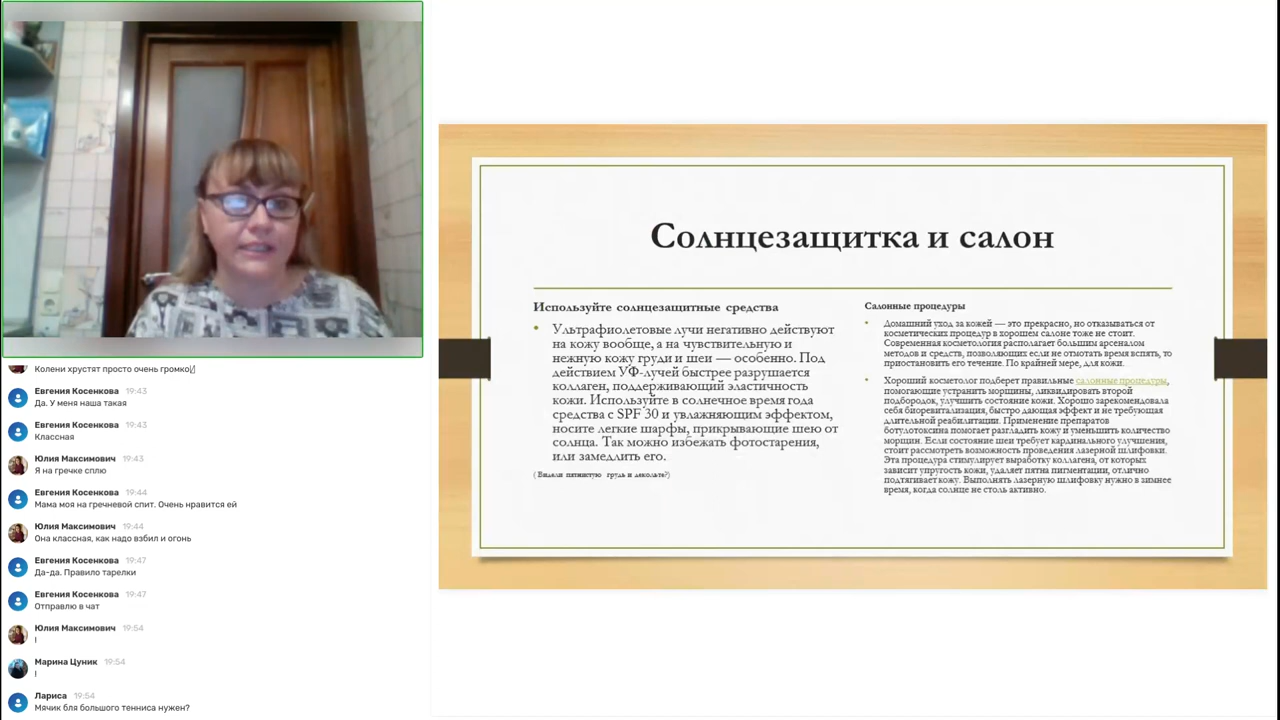 Колени хрустят просто очень громко
Евгения Косенкова 19:43
Да. У меня наша такая
Евгения Косенкова 19:43
Классная
Юлия Максимович 19:43
Я на гречке сплю
Евгения Косенкова 19:44
Мама моя на гречневой спит. Очень нравится ей
Юлия Максимович 19:44
Она классная, как надо взбил и огонь
Евгения Косенкова 19:47
Да-да. Правило тарелки
Евгения Косенкова 19:47
Отправлю в чат
Юлия Максимович 19:54
!
Марина Цуник 19:54
!
Лариса 19:54
Мячик бля большого тенниса нужен?
Солнцезащитка и салон
Используйте солнцезащитные средства
• Ультрафиолетовые лучи негативно действуют
на кожу вообще, а на чувствительную и
нежную кожу груди и шеи — особенно. Под
действием УФ-лучей быстрее разрушается
коллаген, поддерживающий эластичность
кожи. Используйте в солнечное время года
средства с SPF 30 и увлажняющим эффектом,
носите легкие шарфы, прикрывающие шею от
солнца. Так можно избежать фотостарения,
или замедлить его.
( Видели пятнистую грудь и декольте?)
Салонные процедуры
• Домашний уход за кожей — это прекрасно, но отказываться от
косметических процедур в хорошем салоне тоже не стоит.
Современная косметология располагает большим арсеналом
методов и средств, позволяющих если не отмотать время вспять, то
приостановить его течение. По крайней мере, для кожи.
• Хороший косметолог подберет правильные салонные процедуры,
помогающие устранить морщины, ликвидировать второй
подбородок, улучшить состояние кожи. Хорошо зарекомендовала
себя биоревитализация, быстро дающая эффект и не требующая
длительной реабилитации. Применение препаратов
ботулотоксина помогает разгладить кожу и уменьшить количество
морщин. Если состояние шеи требует кардинального улучшения,
стоит рассмотреть возможность проведения лазерной шлифовки.
Эта процедура стимулирует выработку коллагена, от которых
зависит упругость кожи, удаляет пятна пигментации, отлично
подтягивает кожу. Выполнять лазерную шлифовку нужно в зимнее
время, когда солнце не столь активно.